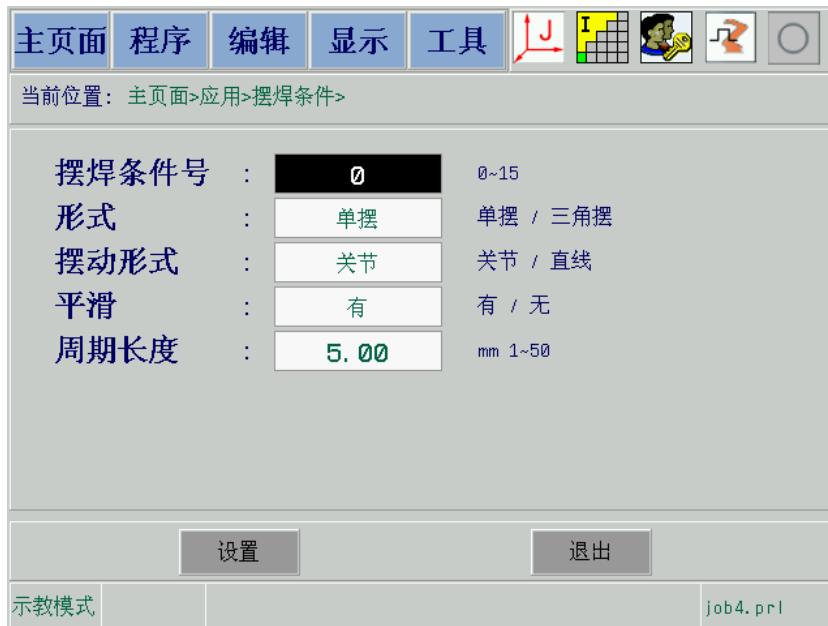 主页面 程序 编辑 显示 工具 J I
当前位置: 主页面>应用>摆焊条件>
摆焊条件号 : 0 0~15
形式 : 单摆 单摆 / 三角摆
摆动形式 : 关节 关节 / 直线
平滑 : 有 有 / 无
周期长度 : 5.00 mm 1~50
设置 退出
示教模式 job4.prl